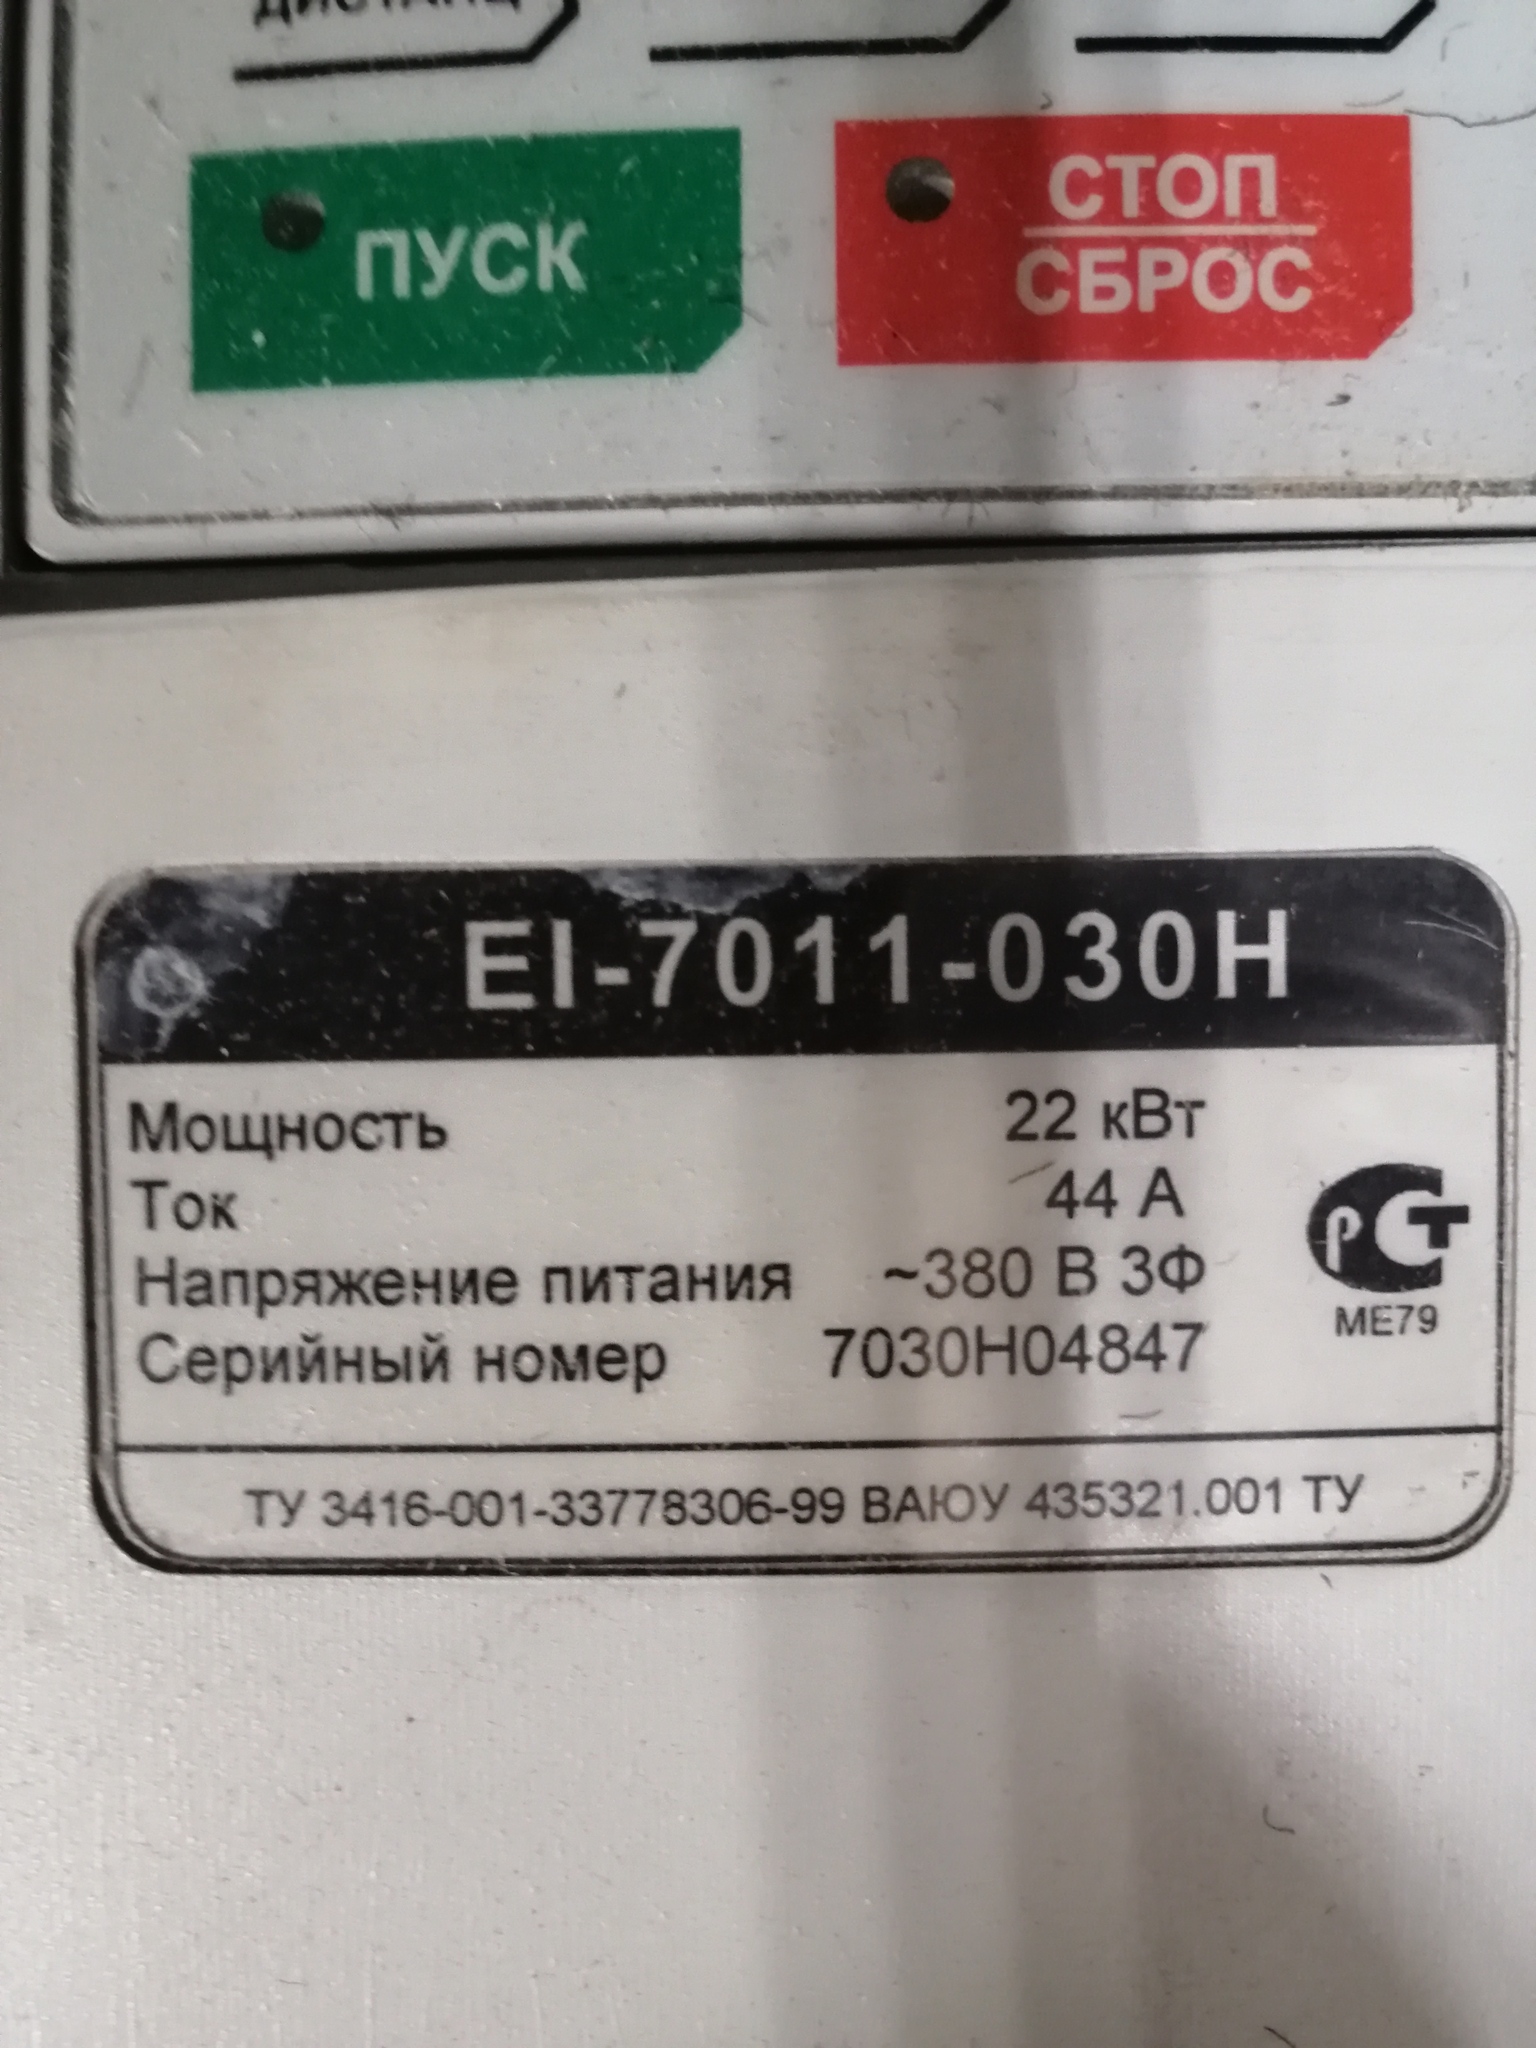 ДИСТАНЦ
ПУСК
СТОП
СБРОС
EI-7011-030H
Мощность 22 кВт
Ток 44 А
Напряжение питания ~380 В 3Ф
Серийный номер 7030H04847
РСТ
МЕ79
ТУ 3416-001-33778306-99 ВАЮУ 435321.001 ТУ